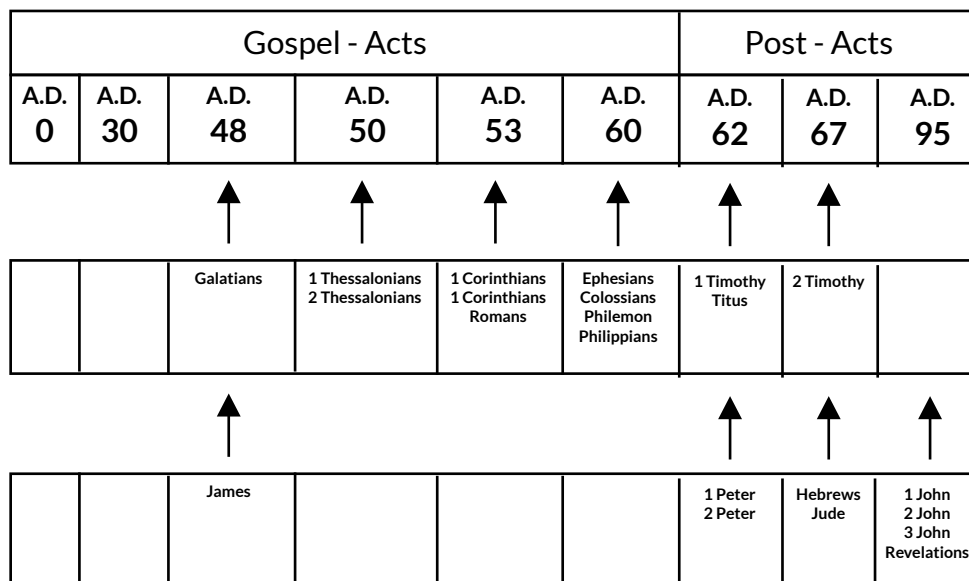 Gospel - Acts
Post - Acts
A.D.
0
A.D.
30
A.D.
48
A.D.
50
A.D.
53
A.D.
60
A.D.
62
A.D.
67
A.D.
95
Galatians
1 Thessalonians
2 Thessalonians
1 Corinthians
1 Corinthians
Romans
Ephesians
Colossians
Philemon
Philippians
1 Timothy
Titus
2 Timothy
James
1 Peter
2 Peter
Hebrews
Jude
1 John
2 John
3 John
Revelations